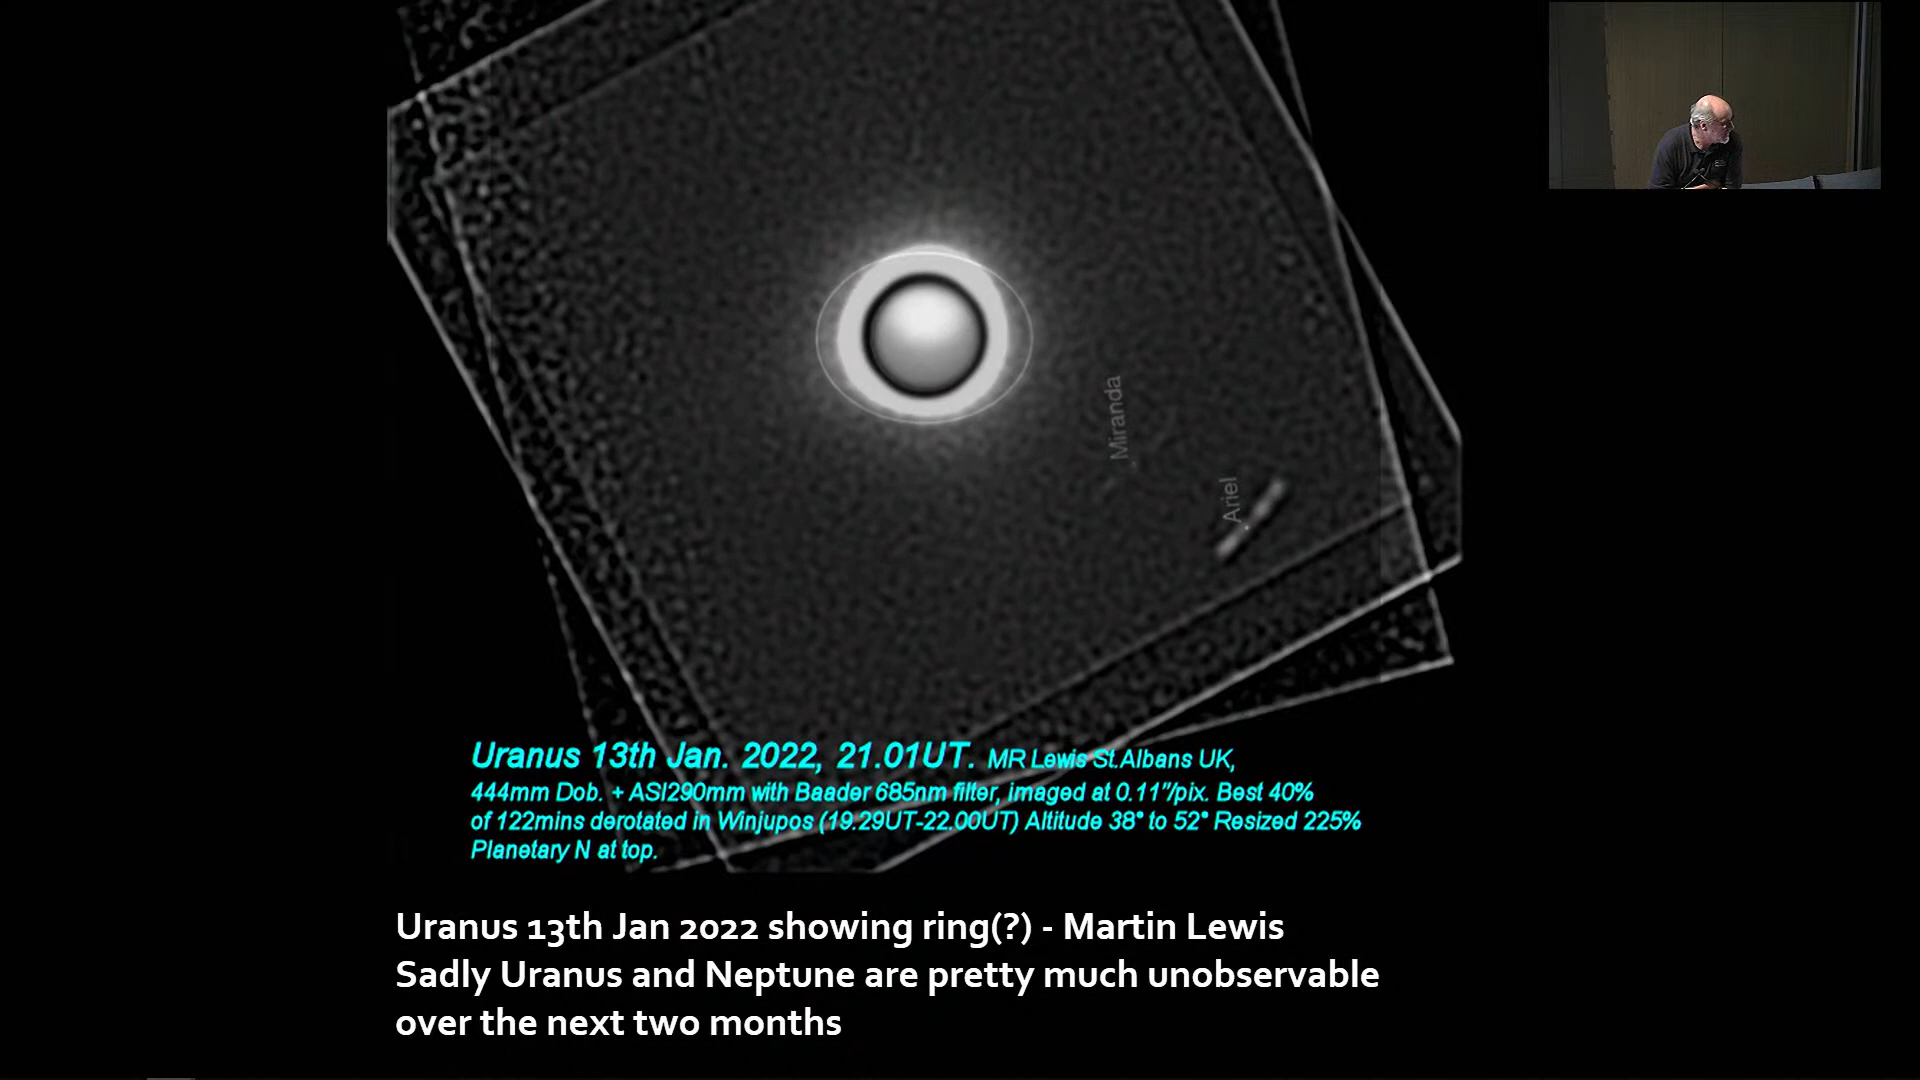 Miranda
Ariel
Uranus 13th Jan. 2022, 21.01UT. MR Lewis St.Albans UK,
444mm Dob. + ASI290mm with Baader 685nm filter, imaged at 0.11"/pix. Best 40%
of 122mins derotated in Winjupos (19.29UT-22.00UT) Altitude 38° to 52° Resized 225%
Planetary N at top.
Uranus 13th Jan 2022 showing ring(?) - Martin Lewis
Sadly Uranus and Neptune are pretty much unobservable
over the next two months